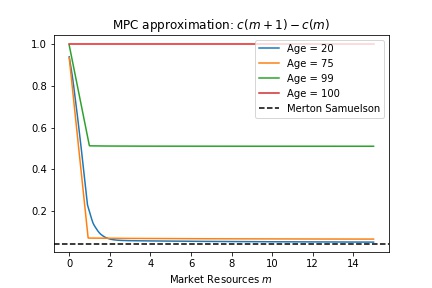 MPC approximation: c(m + 1) − c(m)
1.0
0.8
0.6
0.4
0.2
Age = 20
Age = 75
Age = 99
Age = 100
Merton Samuelson
0 2 4 6 8 10 12 14
Market Resources m